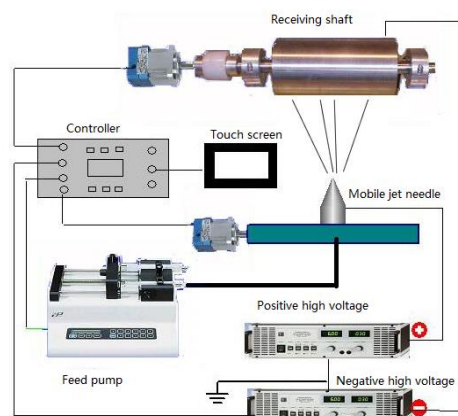 Receiving shaft
Controller
Touch screen
Mobile jet needle
Positive high voltage
Feed pump
Negative high voltage